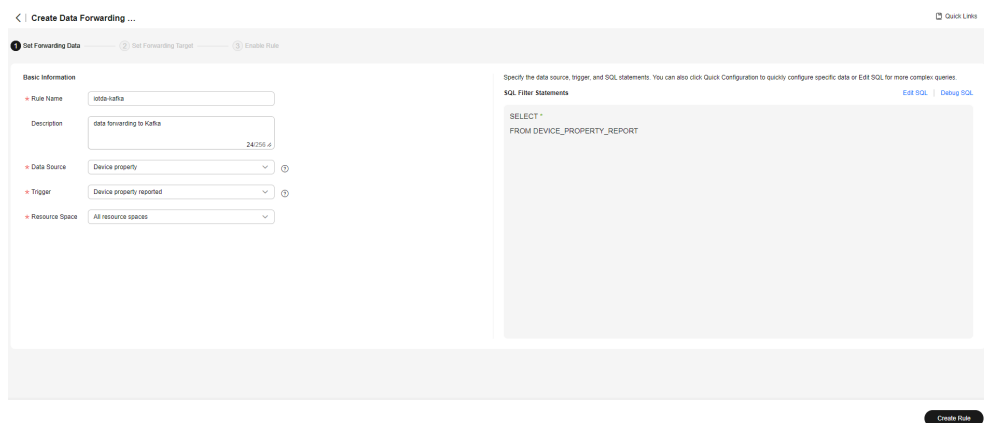 Create Data Forwarding ...
Quick Links
1 Set Forwarding Data
2 Set Forwarding Target
3 Enable Rule
Basic Information
* Rule Name
iotda-kafka
Description
data forwarding to Kafka
24/256
* Data Source
Device property
* Trigger
Device property reported
* Resource Space
All resource spaces
Specify the data source, trigger, and SQL statements. You can also click Quick Configuration to quickly configure specific data or Edit SQL for more complex queries.
SQL Filter Statements
Edit SQL | Debug SQL
SELECT *
FROM DEVICE_PROPERTY_REPORT
Create Rule